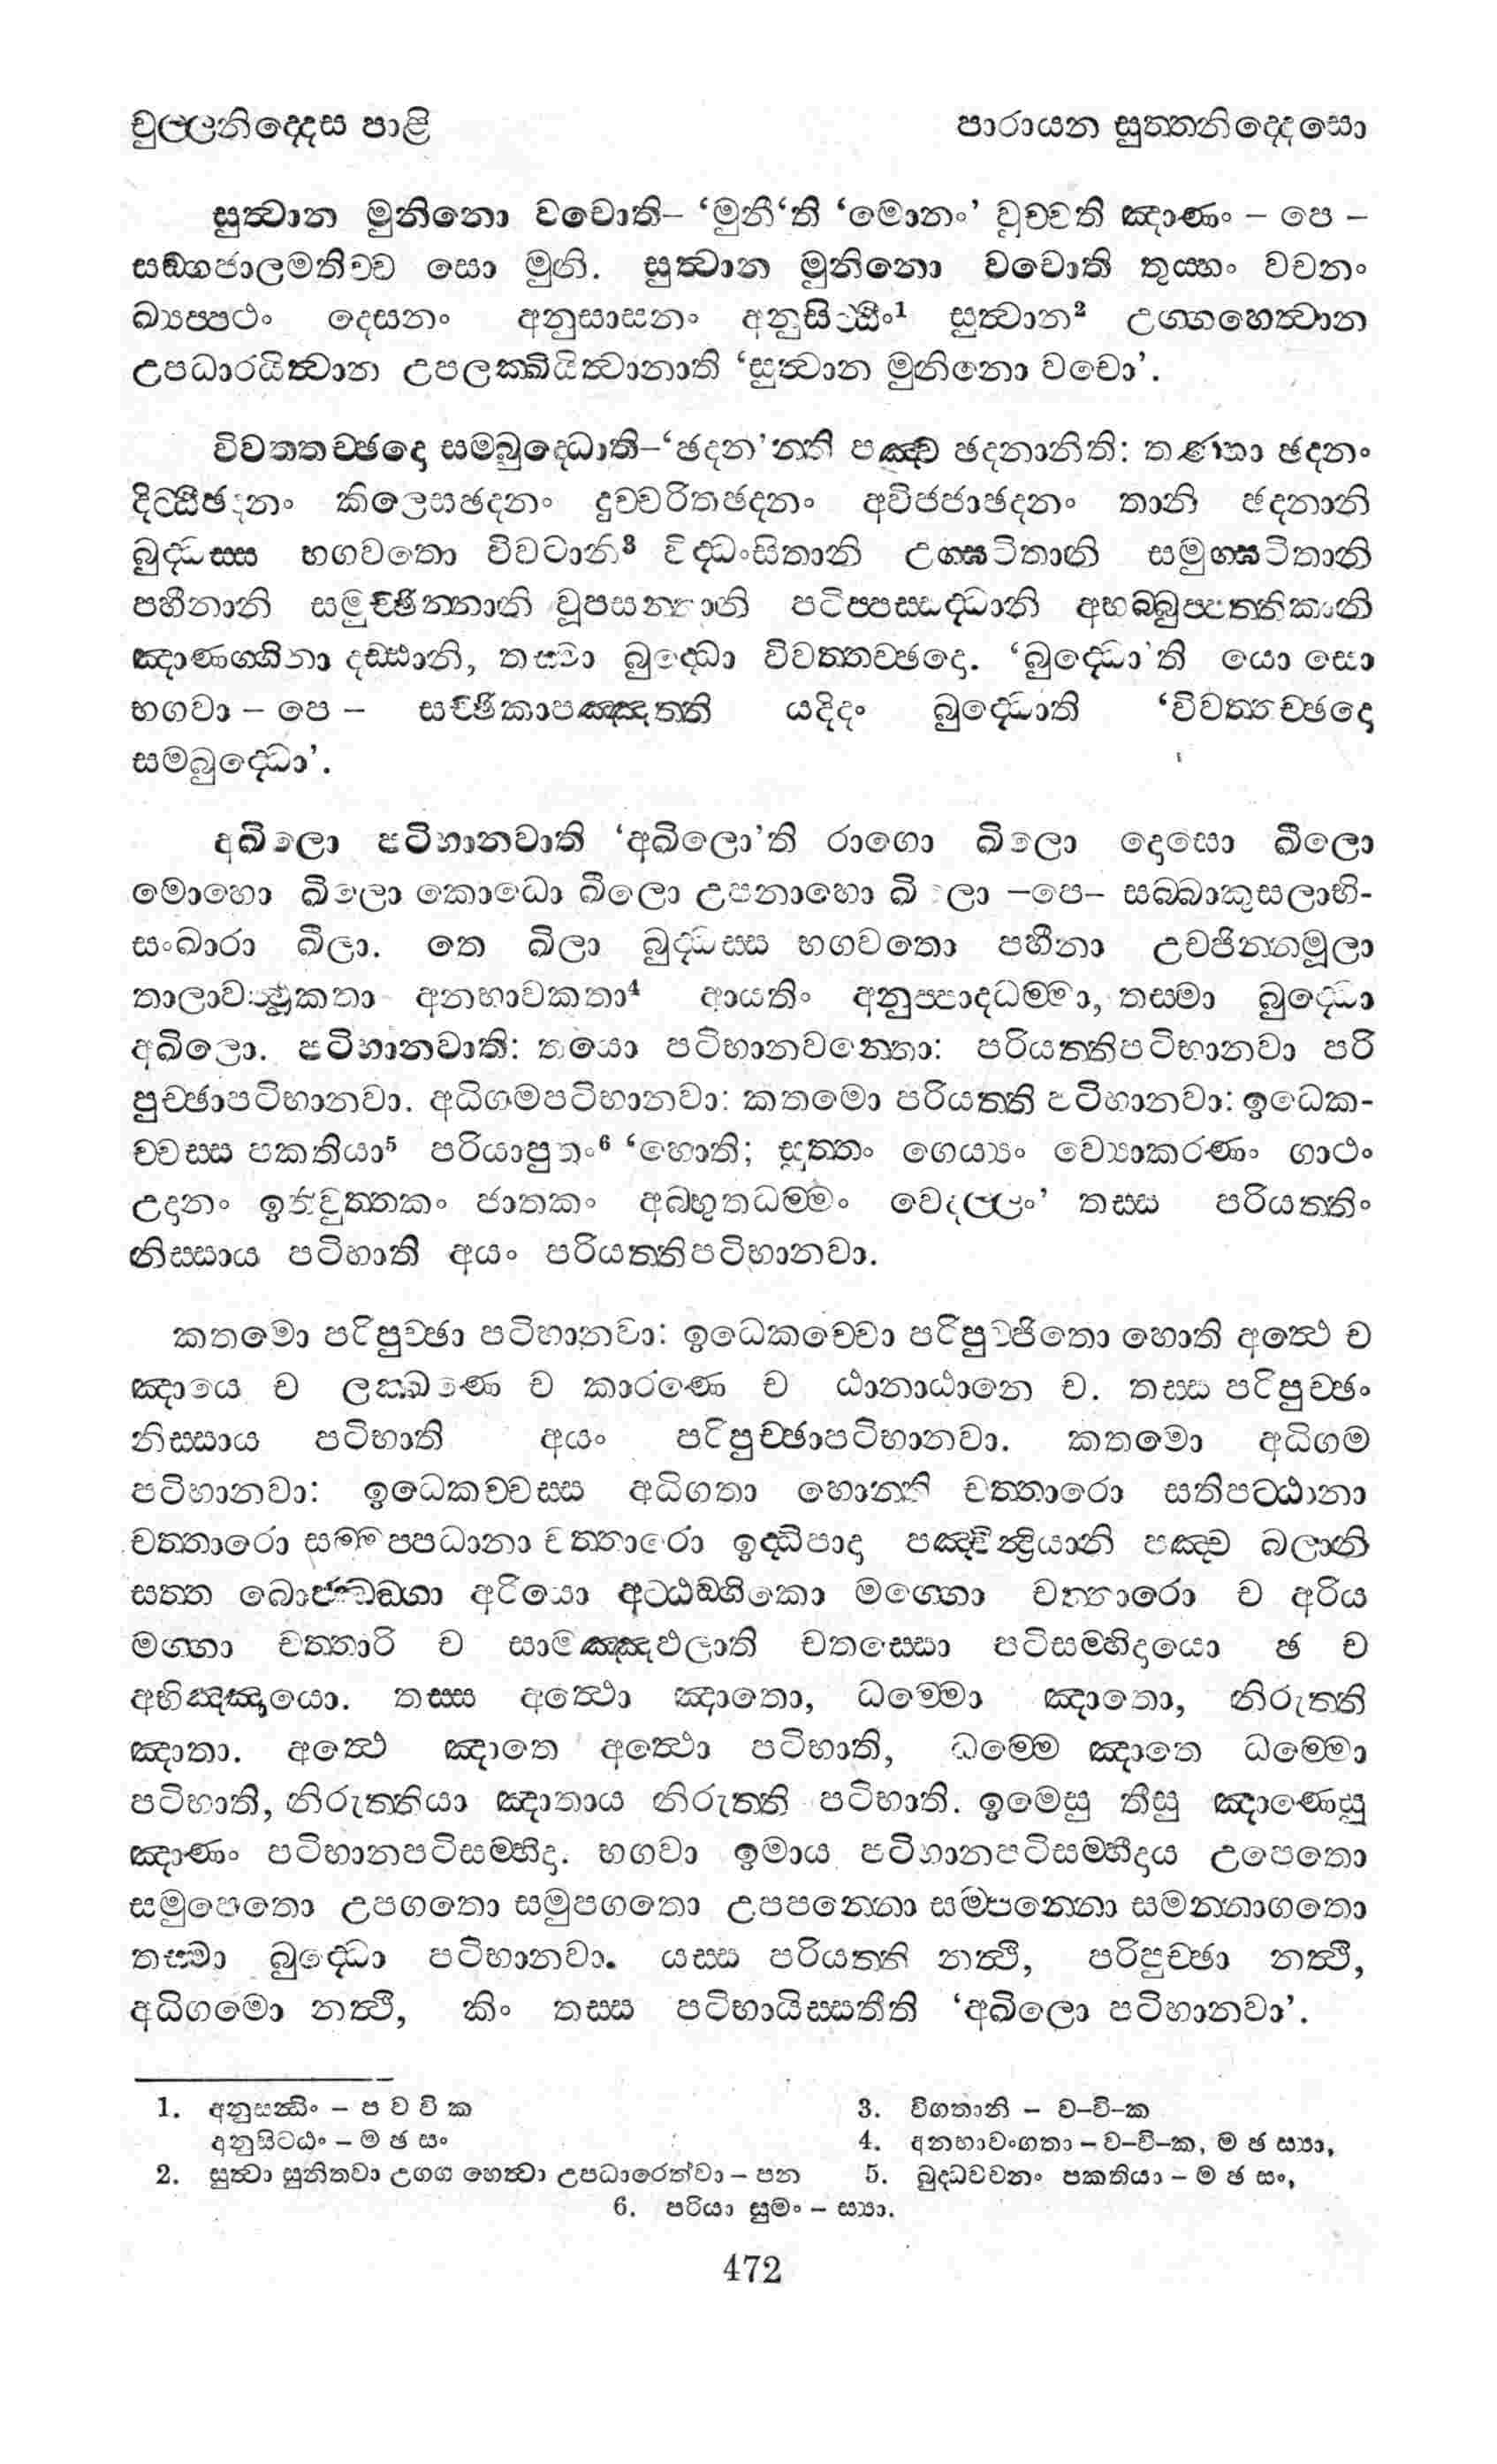 චුල්ලනිද්දෙස පාළි
පාරායන සුත්තනිද්දෙසො
සුත්වාන මුනිනො වචොති– ‘මුනී‘ති ‘මොනං’ වුච්චති ඤාණං – පෙ –
සඞ්ගජාලමතිච්ච සො මුනි. සුත්වාන මුනිනො වචොති තුය්හං වචනං
ඛ්‍යප්පථං දෙසනං අනුසාසනං අනුසිට්ඨිං¹ සුත්වාන² උග්ගහෙත්වාන
උපධාරයිත්වාන උපලක්ඛයිත්වානාති ‘සුත්වාන මුනිනො වචො’.
විවත්තච්ඡද්දො සම්බුද්ධොති–‘ඡදන’න්ති පඤ්ච ඡදනානිති: තණ්හා ඡදනං
දිට්ඨිඡදනං කිලෙසඡදනං දුච්චරිතඡදනං අවිජ්ජාඡදනං තානි ඡදනානි
බුද්ධස්ස භගවතො විවටානි³ විද්ධංසිතානි උග්ඝටිතානි සමුග්ඝටිතානි
පහීනානි සමුච්ඡින්නානි වූපසන්තානි පටිප්පස්සද්ධානි අභබ්බුප්පත්තිකානි
ඤාණග්ගිනා දඩ්ඪානි, තස්මා බුද්ධො විවත්තච්ඡදො. ‘බුද්ධො’ති යො සො
භගවා – පෙ – සච්ඡිකාපඤ්ඤත්ති යදිදං බුද්ධොති ‘විවත්තච්ඡදො
සම්බුද්ධො’.
අඛිලො පටිභානවාති ‘අඛිලො’ති රාගො ඛිලො දොසො ඛිලො
මොහො ඛිලො කොධො ඛිලො උපනාහො ඛිලො –පෙ– සබ්බාකුසලාභි-
සංඛාරා ඛිලා. තෙ ඛිලා බුද්ධස්ස භගවතො පහීනා උච්ඡින්නමූලා
තාලාවත්ථුකතා අනභාවකතා⁴ ආයතිං අනුප්පාදධම්මා, තස්මා බුද්ධො
අඛිලො. පටිභානවාති: තයො පටිභානවන්තො: පරියත්තිපටිභානවා පරි
පුච්ඡාපටිභානවා. අධිගමපටිභානවා: කතමො පරියත්ති පටිභානවා: ඉධෙක-
ච්චස්ස පකතියා⁵ පරියාපුතං⁶ ‘හොති; සුත්තං ගෙය්‍යං වෙය්‍යාකරණං ගාථං
උදානං ඉතිවුත්තකං ජාතකං අබ්භුතධම්මං වෙදල්ලං’ තස්ස පරියත්තිං
නිස්සාය පටිභාති අයං පරියත්තිපටිභානවා.
කතමො පරිපුච්ඡා පටිභානවා: ඉධෙකච්චො පරිපුච්ඡිතො හොති අත්ථෙ ච
ඤායෙ ච ලක්ඛණෙ ච කාරණෙ ච ඨානාඨානෙ ච. තස්ස පරිපුච්ඡං
නිස්සාය පටිභාති අයං පරිපුච්ඡාපටිභානවා. කතමො අධිගම
පටිභානවා: ඉධෙකච්චස්ස අධිගතා හොන්ති චත්තාරො සතිපට්ඨානා
චත්තාරො සම්මප්පධානා චත්තාරො ඉද්ධිපාදා පඤ්චින්ද්‍රියානි පඤ්ච බලානි
සත්ත බොජ්ඣඞ්ගා අරියො අට්ඨඞ්ගිකො මග්ගො චත්තාරො ච අරිය
මග්ගා චත්තාරි ච සාමඤ්ඤඵලාති චතස්සො පටිසම්භිදායො ඡ ච
අභිඤ්ඤායො. තස්ස අත්ථො ඤාතො, ධම්මො ඤාතො, නිරුත්ති
ඤාතා. අත්ථෙ ඤාතෙ අත්ථො පටිභාති, ධම්මෙ ඤාතෙ ධම්මො
පටිභාති, නිරුත්තියා ඤාතාය නිරුත්ති පටිභාති. ඉමෙසු තීසු ඤාණෙසු
ඤාණං පටිභානපටිසම්භිදා. භගවා ඉමාය පටිභානපටිසම්භිදාය උපෙතො
සමුපෙතො උපගතො සමුපගතො උපපන්නො සම්පන්නො සමන්නාගතො
තස්මා බුද්ධො පටිභානවා. යස්ස පරියත්ති නත්ථි, පරිපුච්ඡා නත්ථි,
අධිගමො නත්ථි, කිං තස්ස පටිභායිස්සතීති ‘අඛිලො පටිභානවා’.
1. අනුසන්ධිං – ප ව වි ක
අනුසිට්ඨං – ම ඡ සං
2. සුත්වා සුනිත්වා උග්ග හෙත්වා උපධාරෙත්වා – පන
3. විගතානි – ව–වි–ක
4. අනභාවංගතා – ව–වි–ක, ම ඡ ස්‍යා,
5. බුද්ධවචනං පකතියා – ම ඡ සං,
6. පරියා සුමං – ස්‍යා.
472